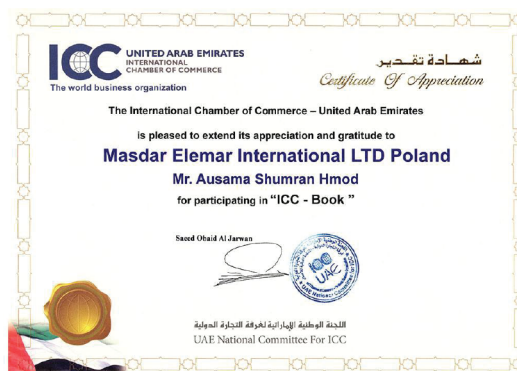 ICC
UNITED ARAB EMIRATES
INTERNATIONAL
CHAMBER OF COMMERCE
The world business organization
شهادة تقدير
Certificate Of Appreciation
The International Chamber of Commerce – United Arab Emirates
is pleased to extend its appreciation and gratitude to
Masdar Elemar International LTD Poland
Mr. Ausama Shumran Hmod
for participating in “ICC - Book ”
Saeed Obaid Al Jarwan
100
UAE
اللجنة الوطنية الإماراتية لغرفة التجارة الدولية
UAE National Committee For ICC